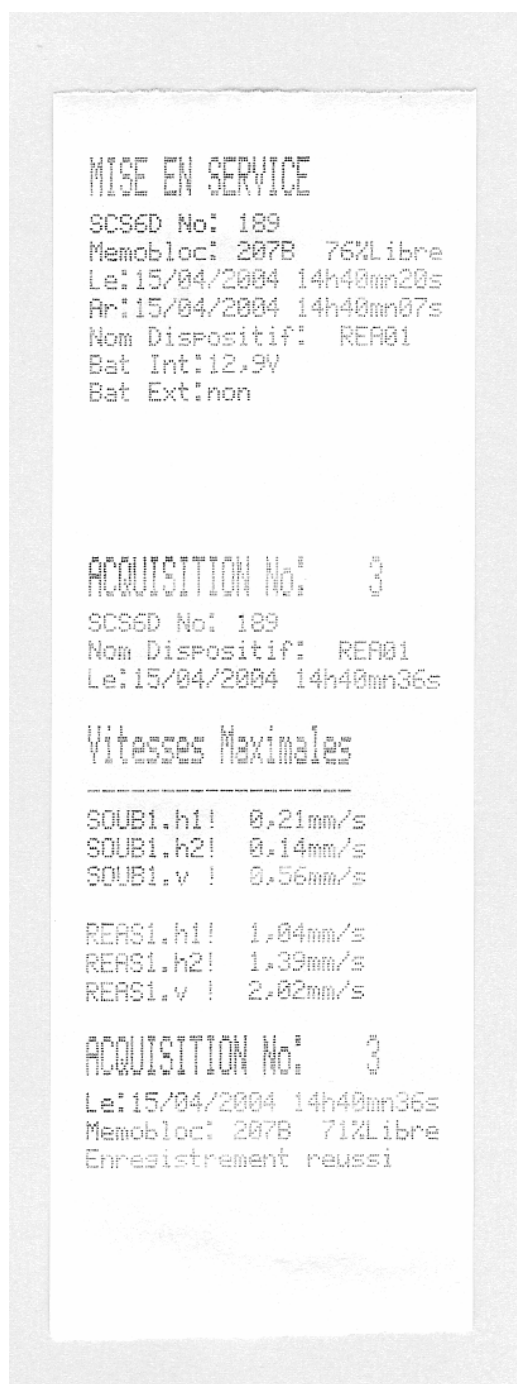 MISE EN SERVICE
SCS6D No: 189
Memobloc: 207B 76%Libre
Le:15/04/2004 14h40mn20s
Ar:15/04/2004 14h40mn07s
Nom Dispositif: REA01
Bat Int:12,9V
Bat Ext:non
ACQUISITION No: 3
SCS6D No: 189
Nom Dispositif: REA01
Le:15/04/2004 14h40mn36s
Vitesses Maximales
SOUB1.h1! 0,21mm/s
SOUB1.h2! 0,14mm/s
SOUB1.v ! 0,56mm/s
REAS1.h1! 1,04mm/s
REAS1.h2! 1,39mm/s
REAS1.v ! 2,02mm/s
ACQUISITION No: 3
Le:15/04/2004 14h40mn36s
Memobloc: 207B 71%Libre
Enregistrement reussi